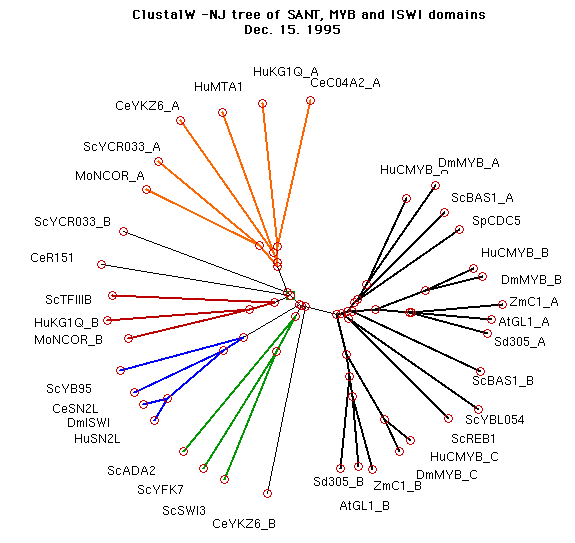 ClustalW -NJ tree of SANT, MYB and ISWI domains
Dec. 15. 1995
HuKG1Q_A
CeC04A2_A
HuMTA1
CeYKZ6_A
ScYCR033_A
MoNCOR_A
HuCMYB_A
DmMYB_A
ScBAS1_A
SpCDC5
ScYCR033_B
CeR151
HuCMYB_B
DmMYB_B
ScTFIIIB
ZmC1_A
HuKG1Q_B
AtGL1_A
MoNCOR_B
Sd305_A
ScYB95
ScBAS1_B
CeSN2L
DmISWI
ScYBL054
HuSN2L
ScREB1
HuCMYB_C
ScADA2
DmMYB_C
ScYFK7
Sd305_B
ZmC1_B
ScSWI3
AtGL1_B
CeYKZ6_B